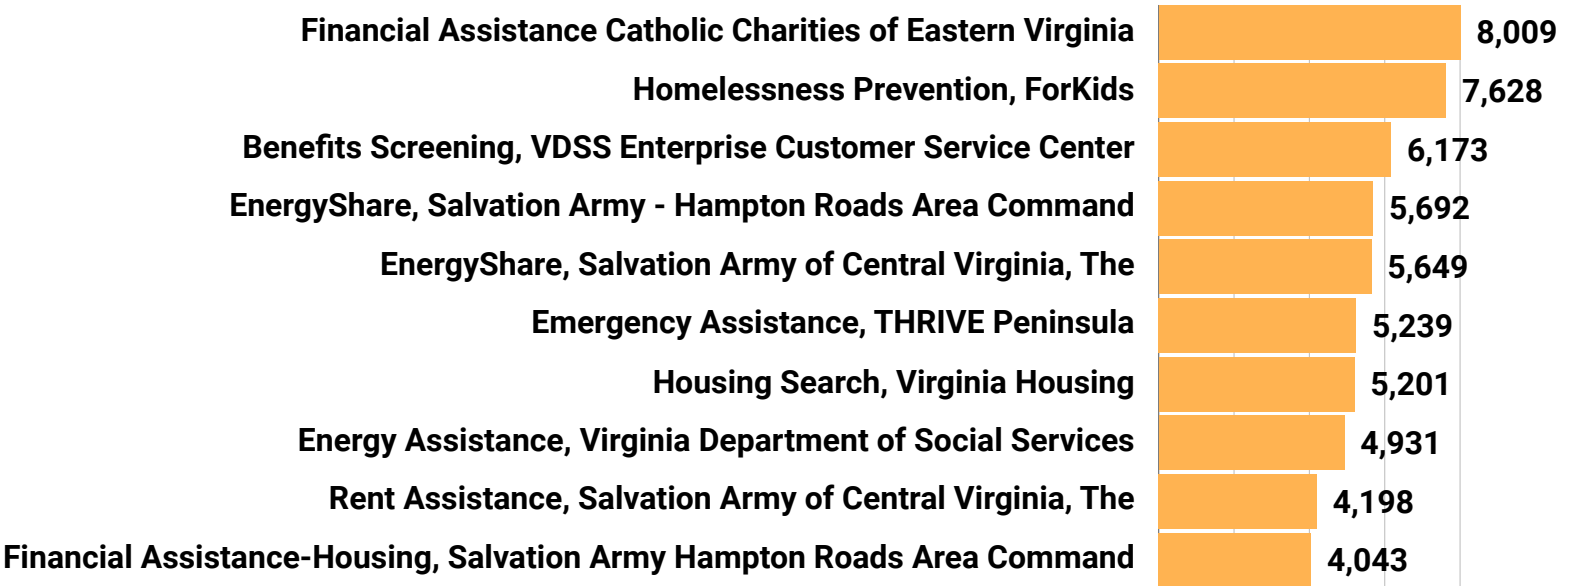 Financial Assistance Catholic Charities of Eastern Virginia 8,009
Homelessness Prevention, ForKids 7,628
Benefits Screening, VDSS Enterprise Customer Service Center 6,173
EnergyShare, Salvation Army - Hampton Roads Area Command 5,692
EnergyShare, Salvation Army of Central Virginia, The 5,649
Emergency Assistance, THRIVE Peninsula 5,239
Housing Search, Virginia Housing 5,201
Energy Assistance, Virginia Department of Social Services 4,931
Rent Assistance, Salvation Army of Central Virginia, The 4,198
Financial Assistance-Housing, Salvation Army Hampton Roads Area Command 4,043